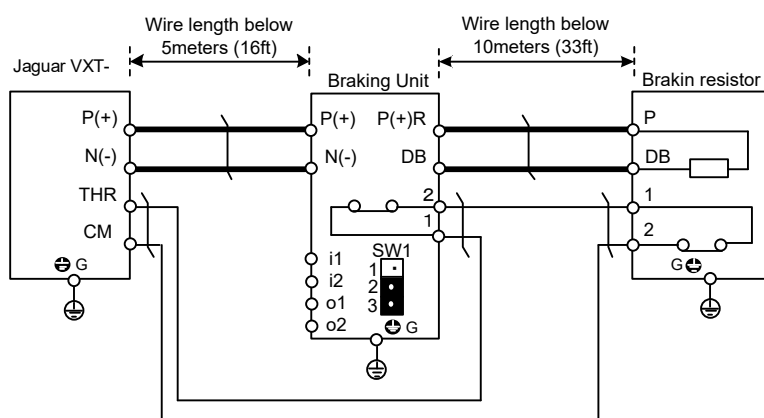 Wire length below
5meters (16ft)
Wire length below
10meters (33ft)
Jaguar VXT-
Braking Unit
Brakin resistor
P(+)
N(-)
THR
CM
G
P(+)
P(+)R
N(-)
DB
2
1
i1
i2
o1
o2
SW1
1
2
3
G
P
DB
1
2
G